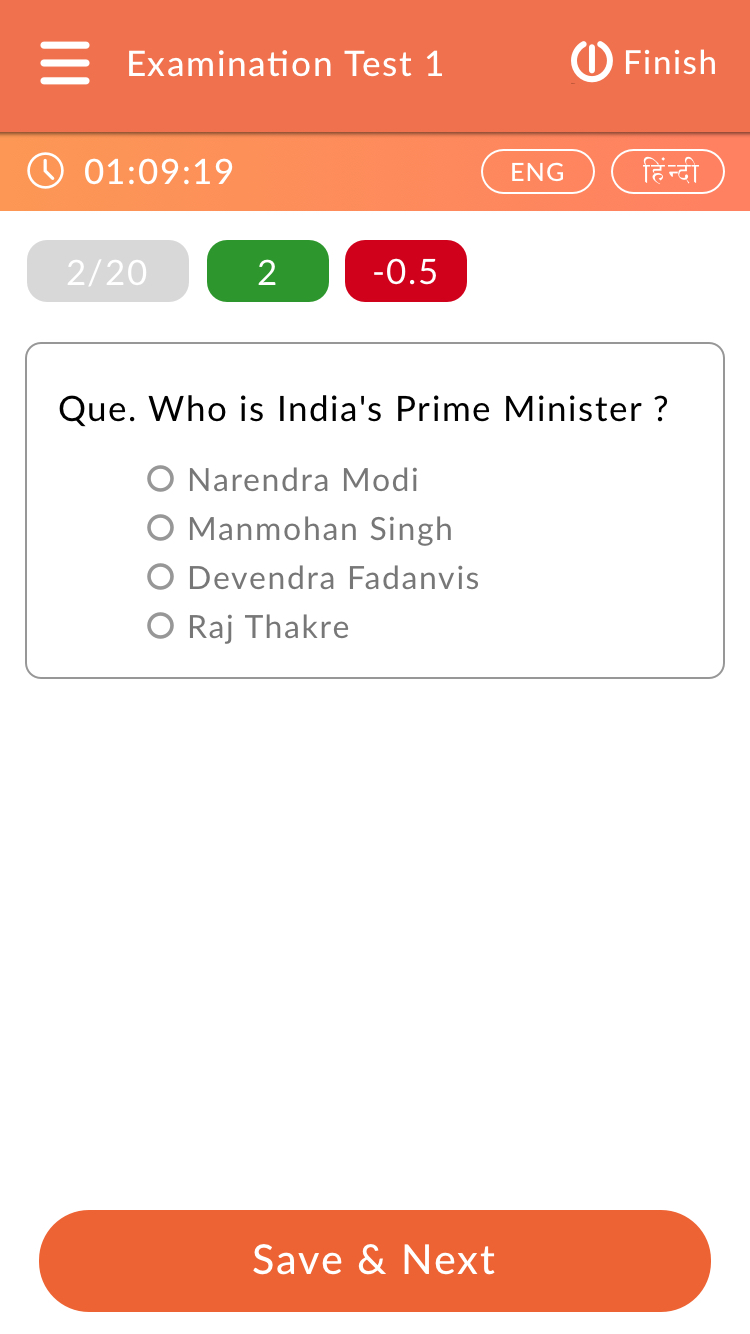 Examination Test 1
Finish
01:09:19
ENG
हिंन्दी
2/20
2
-0.5
Que. Who is India's Prime Minister ?
Narendra Modi
Manmohan Singh
Devendra Fadanvis
Raj Thakre
Save & Next